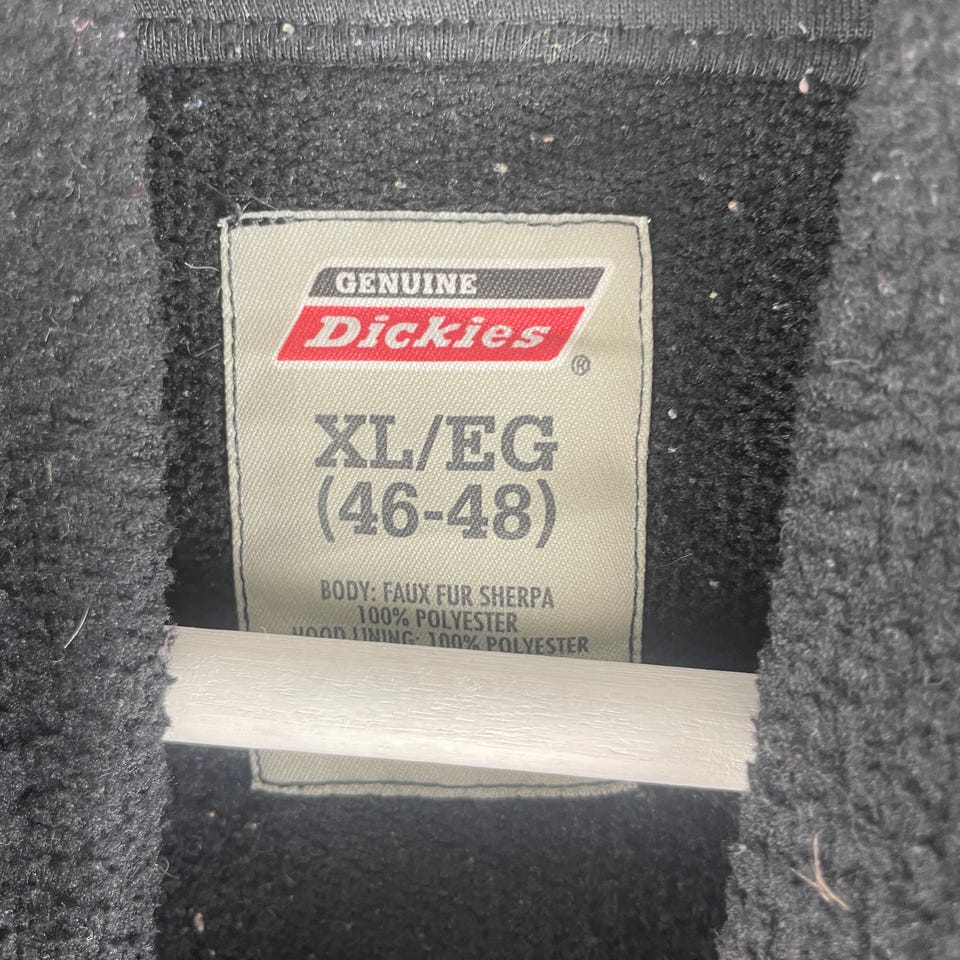 GENUINE
Dickies
®
XL/EG
(46-48)
BODY: FAUX FUR SHERPA
100% POLYESTER
HOOD LINING: 100% POLYESTER